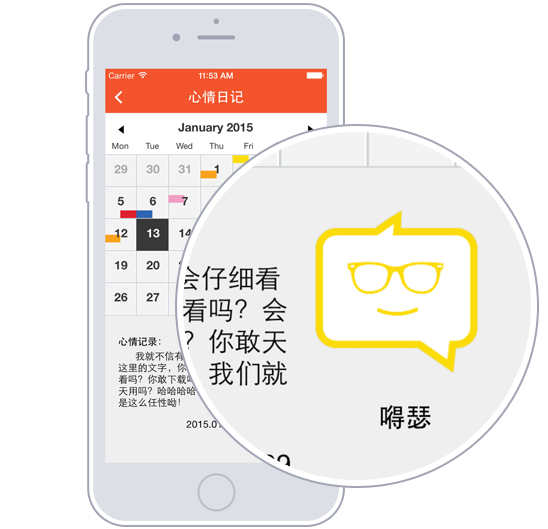 Carrier 11:53 AM
心情日记
January 2015
Mon Tue Wed Thu Fri
29 30 31 1
5 6 7
12 13 14
19 20
26 27
心情记录：
我就不信有
这里的文字，你
看吗？你敢下载
天用吗？哈哈哈哈
是这么任性呦！
2015.01
会仔细看
看吗？会
？你敢天
我们就
嘚瑟